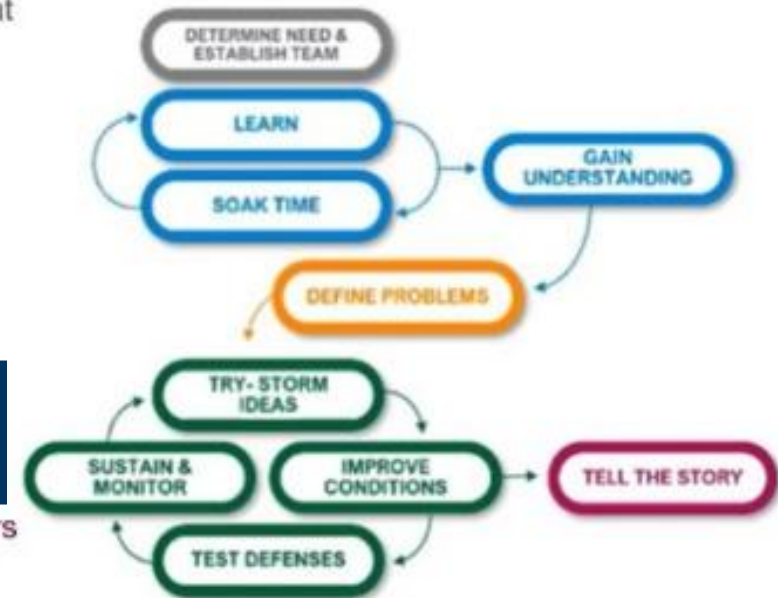 DETERMINE NEED &
ESTABLISH TEAM
LEARN
SOAK TIME
GAIN
UNDERSTANDING
DEFINE PROBLEMS
TRY- STORM
IDEAS
SUSTAIN &
MONITOR
IMPROVE
CONDITIONS
TELL THE STORY
TEST DEFENSES